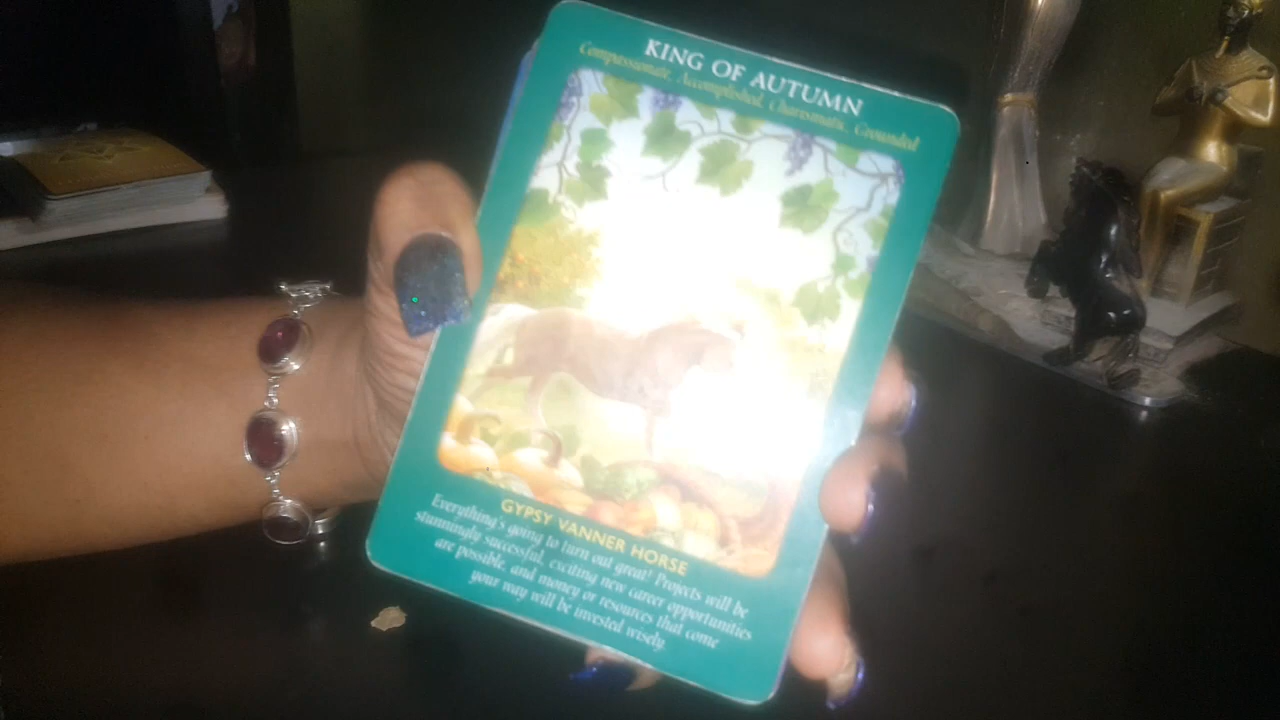 KING OF AUTUMN
Compassionate, Accomplished, Charismatic, Grounded
GYPSY VANNER HORSE
Everything's going to turn out great! Projects will be
stunningly successful, exciting new career opportunities
are possible, and money or resources that come
your way will be invested wisely.